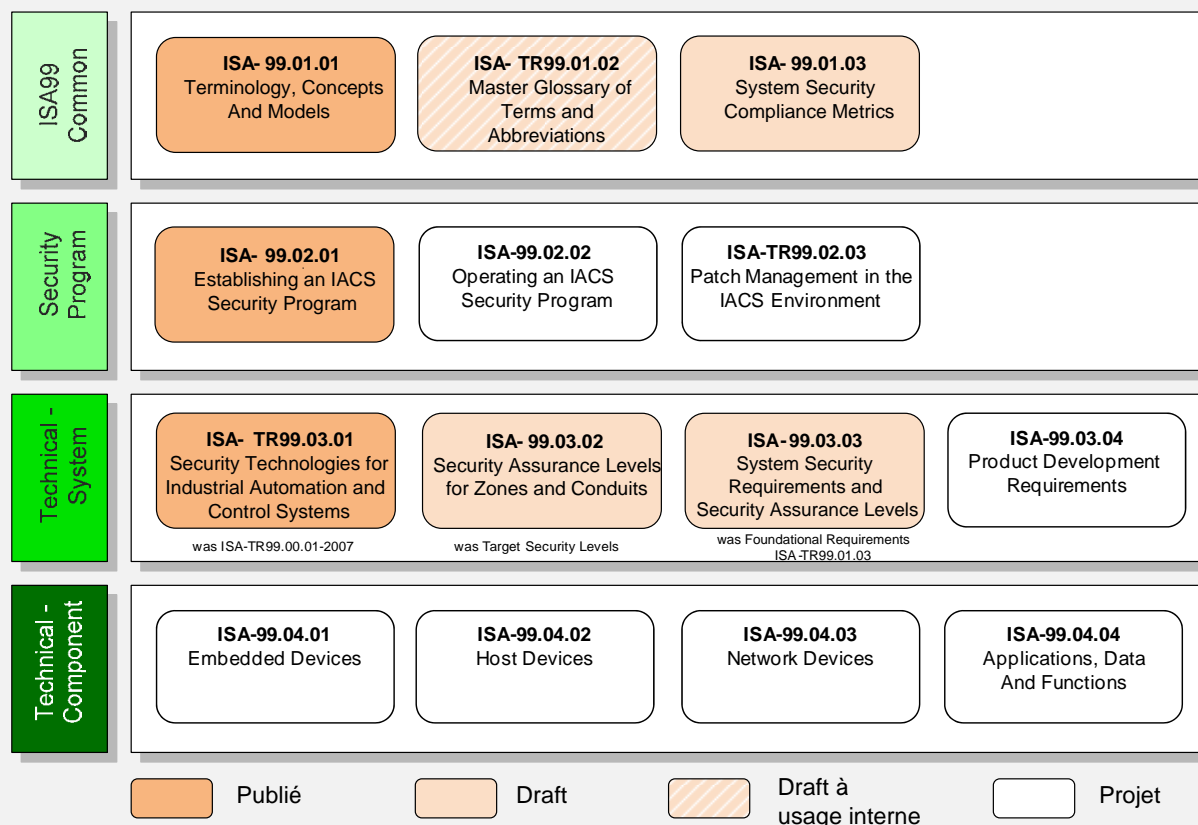 ISA99
Common
ISA- 99.01.01
Terminology, Concepts
And Models
ISA- TR99.01.02
Master Glossary of
Terms and
Abbreviations
ISA- 99.01.03
System Security
Compliance Metrics
Security
Program
ISA- 99.02.01
Establishing an IACS
Security Program
ISA-99.02.02
Operating an IACS
Security Program
ISA-TR99.02.03
Patch Management in the
IACS Environment
Technical -
System
ISA- TR99.03.01
Security Technologies for
Industrial Automation and
Control Systems
was ISA-TR99.00.01-2007
ISA- 99.03.02
Security Assurance Levels
for Zones and Conduits
was Target Security Levels
ISA- 99.03.03
System Security
Requirements and
Security Assurance Levels
was Foundational Requirements
ISA-TR99.01.03
ISA-99.03.04
Product Development
Requirements
Technical -
Component
ISA-99.04.01
Embedded Devices
ISA-99.04.02
Host Devices
ISA-99.04.03
Network Devices
ISA-99.04.04
Applications, Data
And Functions
Publié
Draft
Draft à
usage interne
Projet